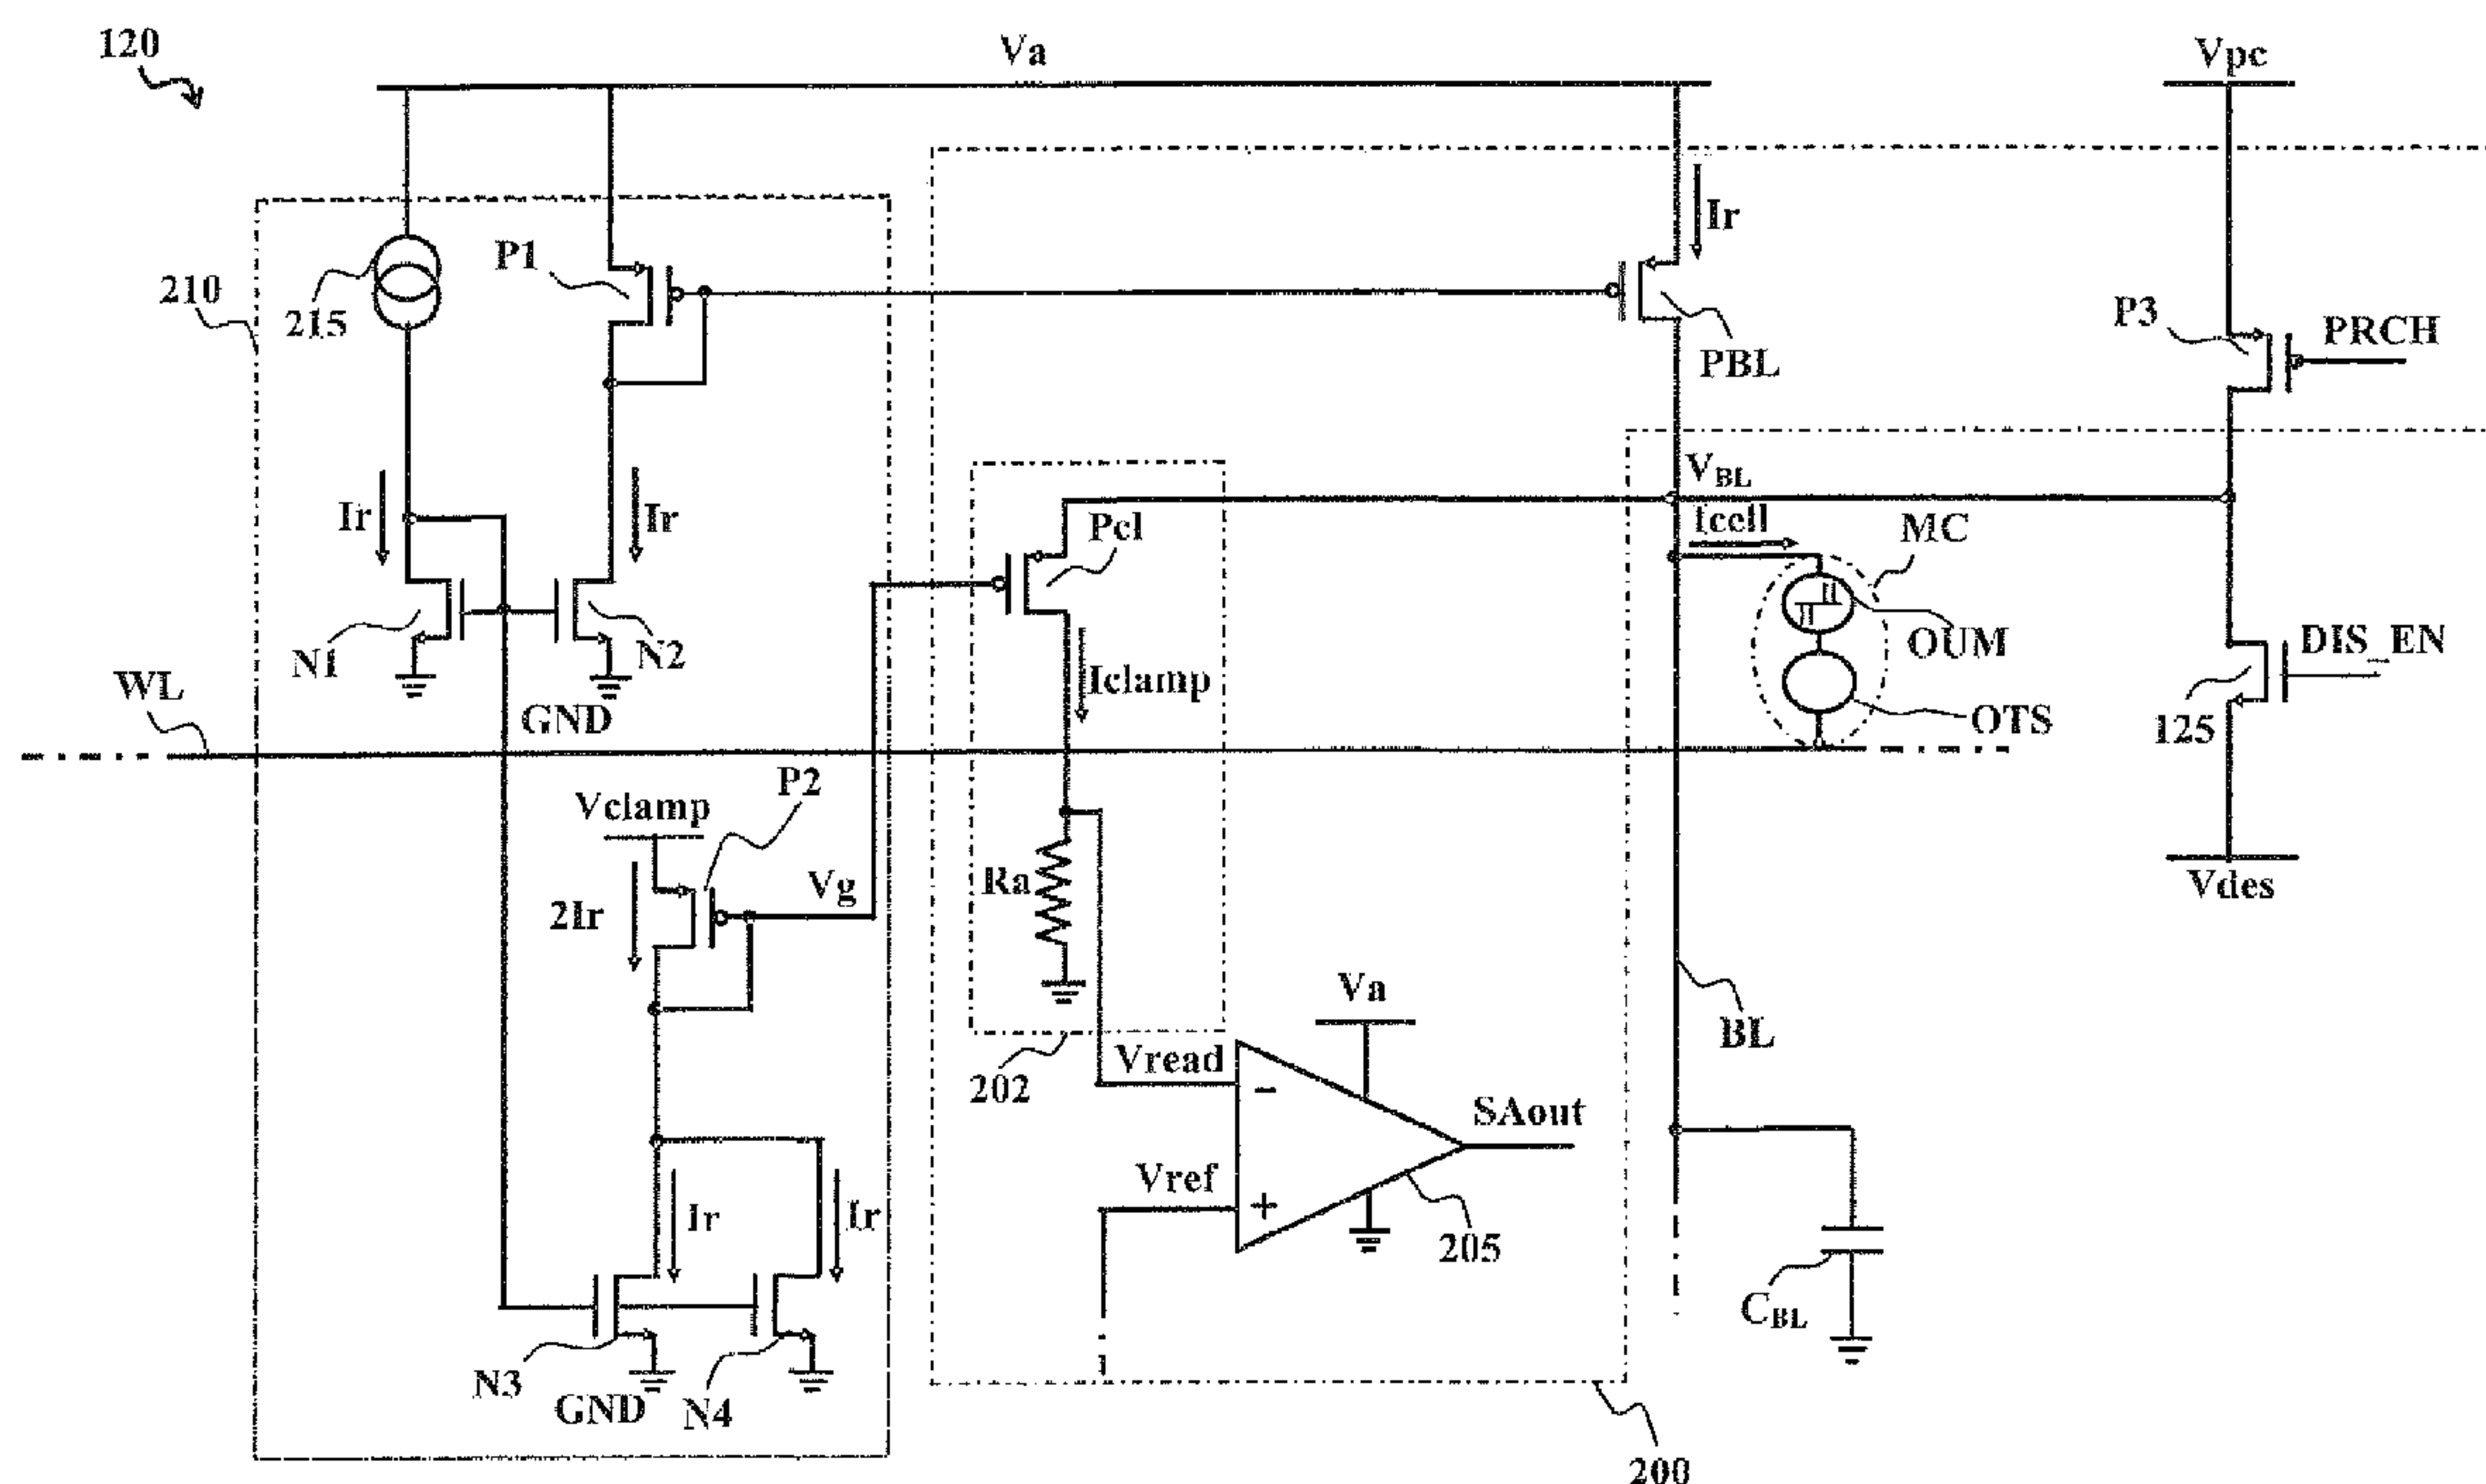 120
Va
Vpc
Ir
P1
210
215
P3
PRCH
PBL
VBL
Icell
MC
Ir
Ir
Pcl
N1
N2
OUM
DIS_EN
WL
GND
Iclamp
OTS
125
Vclamp
P2
Ra
Vg
2Ir
Vdes
Va
BL
202
Vread
-
SAout
Vref
+
Ir
Ir
205
CBL
N3
GND
N4
200